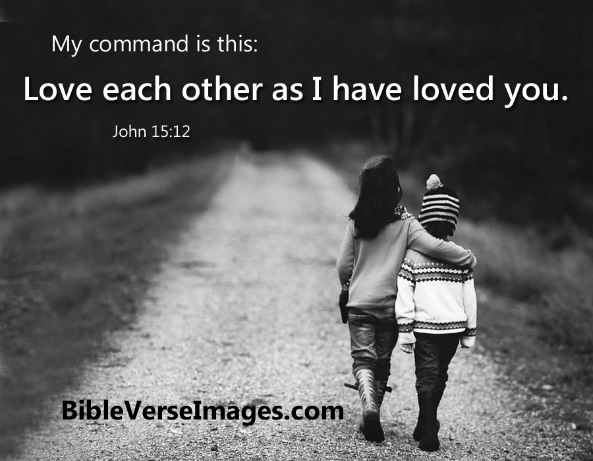 My command is this:
Love each other as I have loved you.
John 15:12
BibleVerseImages.com